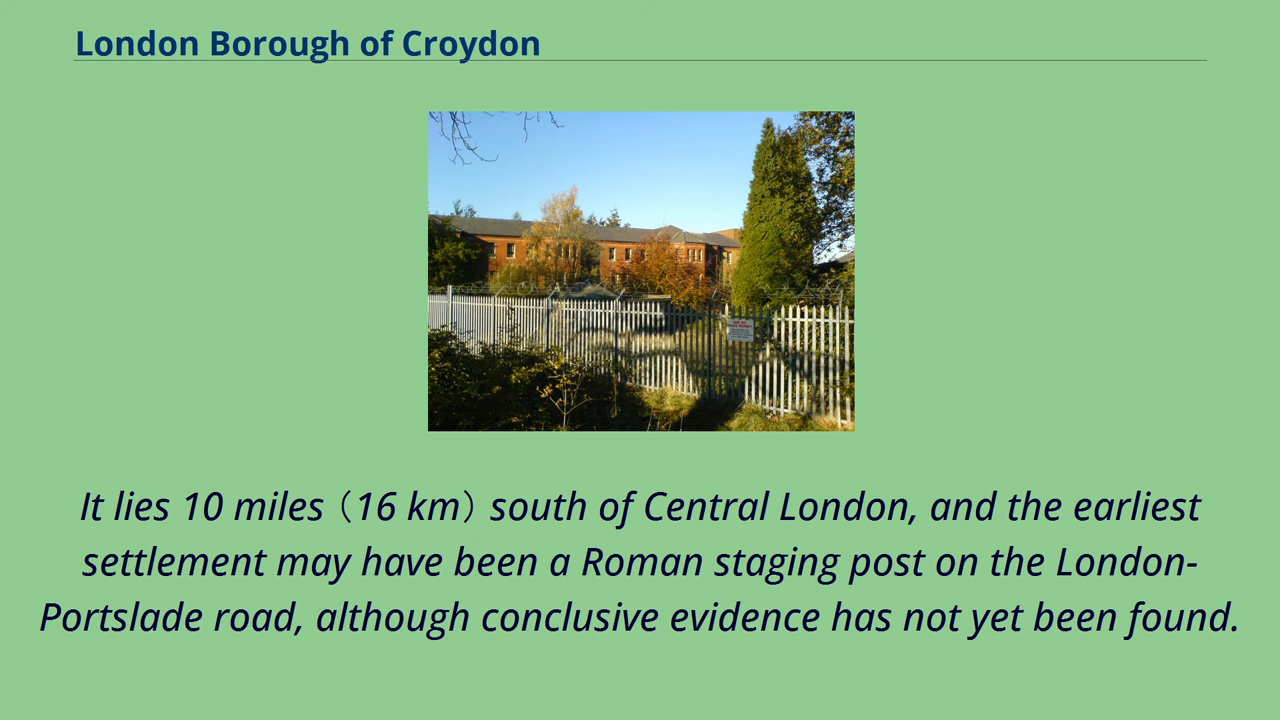 London Borough of Croydon
It lies 10 miles（16 km）south of Central London, and the earliest
settlement may have been a Roman staging post on the London-
Portslade road, although conclusive evidence has not yet been found.